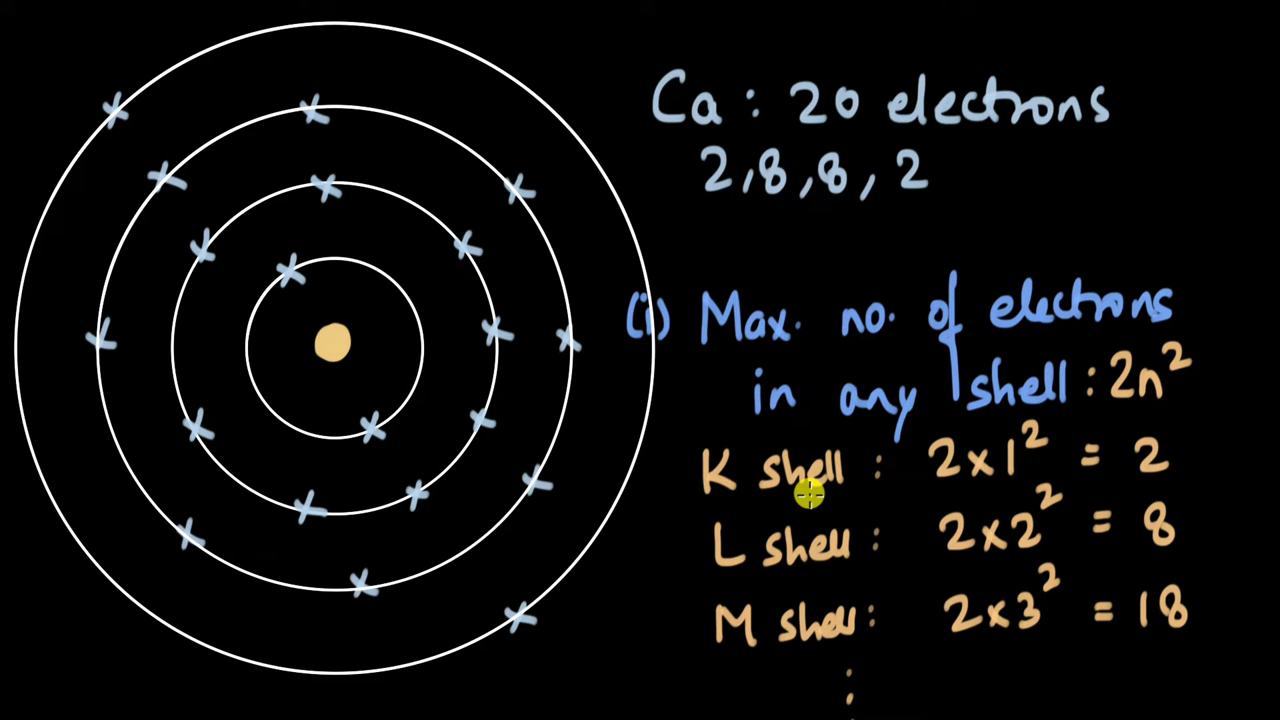 Ca : 20 electrons
2,8,8,2
(i) Max. no. of electrons
in any shell : 2n²
K shell : 2×1² = 2
L shell : 2×2² = 8
M shell : 2×3² = 18
: